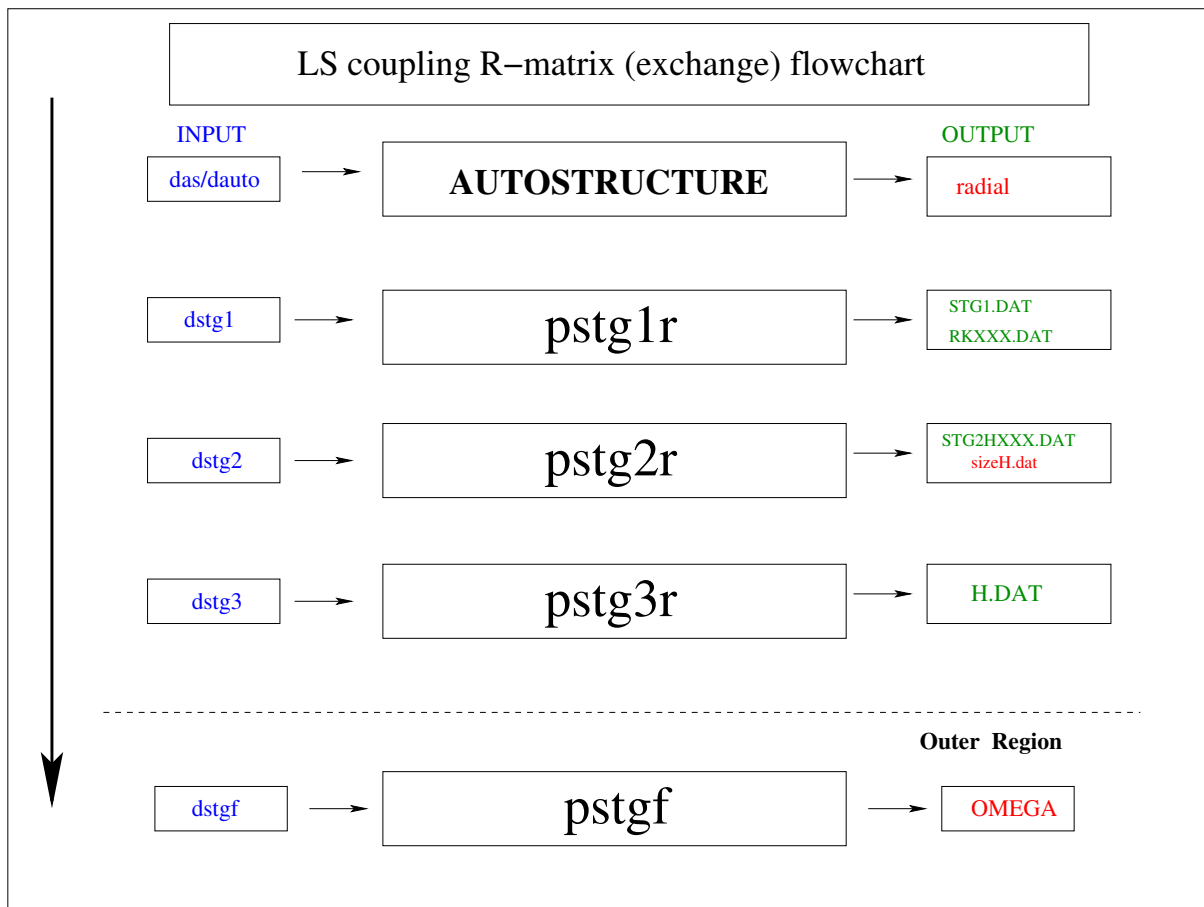 LS coupling R−matrix (exchange) flowchart
INPUT
OUTPUT
das/dauto
AUTOSTRUCTURE
radial
dstg1
pstg1r
STG1.DAT
RKXXX.DAT
dstg2
pstg2r
STG2HXXX.DAT
sizeH.dat
dstg3
pstg3r
H.DAT
Outer Region
dstgf
pstgf
OMEGA